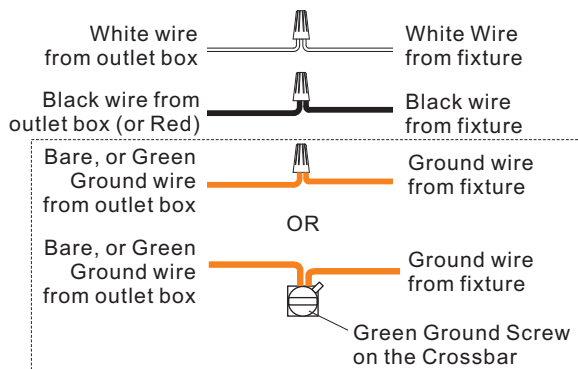 White wire
from outlet box
White Wire
from fixture
Black wire from
outlet box (or Red)
Black wire
from fixture
Bare, or Green
Ground wire
from outlet box
Ground wire
from fixture
OR
Bare, or Green
Ground wire
from outlet box
Ground wire
from fixture
Green Ground Screw
on the Crossbar